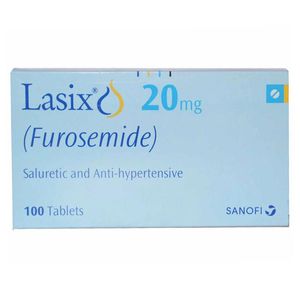 Lasix® 20mg
(Furosemide)
Saluretic and Anti-hypertensive
100 Tablets
SANOFI